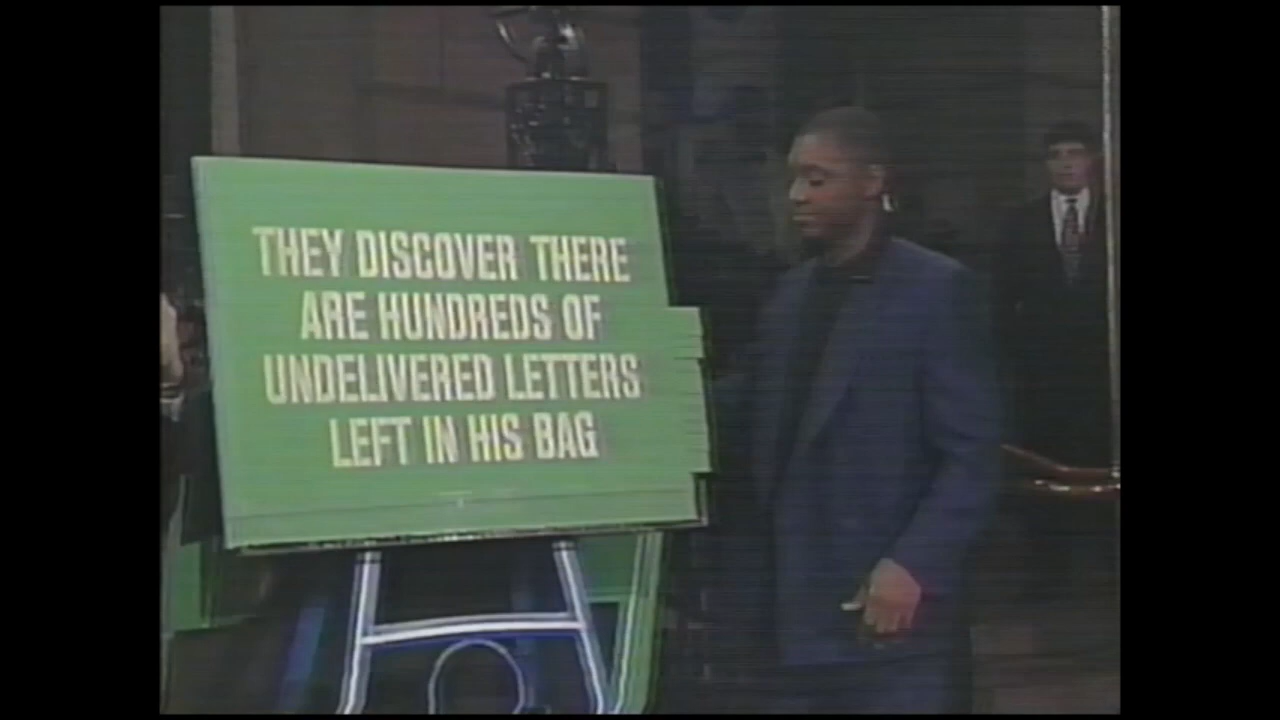 THEY DISCOVER THERE
ARE HUNDREDS OF
UNDELIVERED LETTERS
LEFT IN HIS BAG